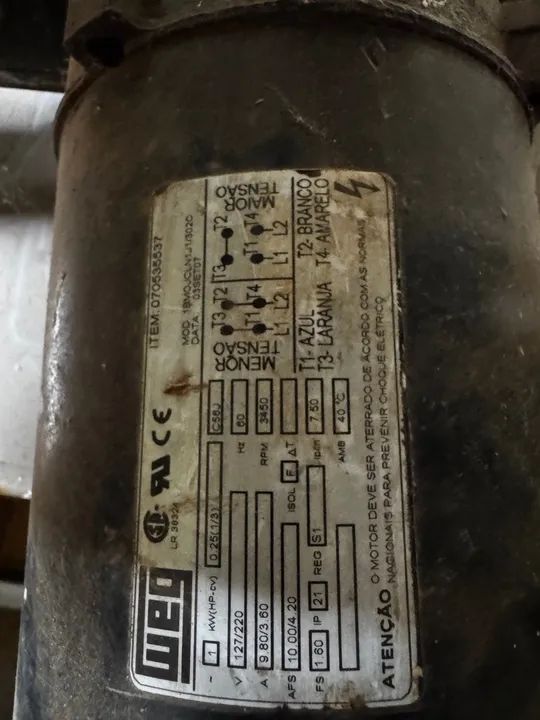 WEG
LR 38324
CE
ITEM: 070535537
MOD. 1BMOJCLN1J1/302C
DATA 03SET07
~ 1 KW(HP-cv) 0.25(1/3) C56J
V 127/220 Hz 60
A 9.80/3.60 RPM 3450
AFS 10.00/4.20 ISOL F ΔT
FS 1.60 IP 21 REG S1 Ip/In 7.50
AMB 40 °C
MENOR TENSAO MAIOR TENSAO
T3 T2 T3 T2
T1 T4 T1 T4
L1 L2 L1 L2
T1- AZUL T2- BRANCO
T3- LARANJA T4- AMARELO
ATENÇÃO O MOTOR DEVE SER ATERRADO DE ACORDO COM AS NORMAS
NACIONAIS PARA PREVENIR CHOQUE ELÉTRICO